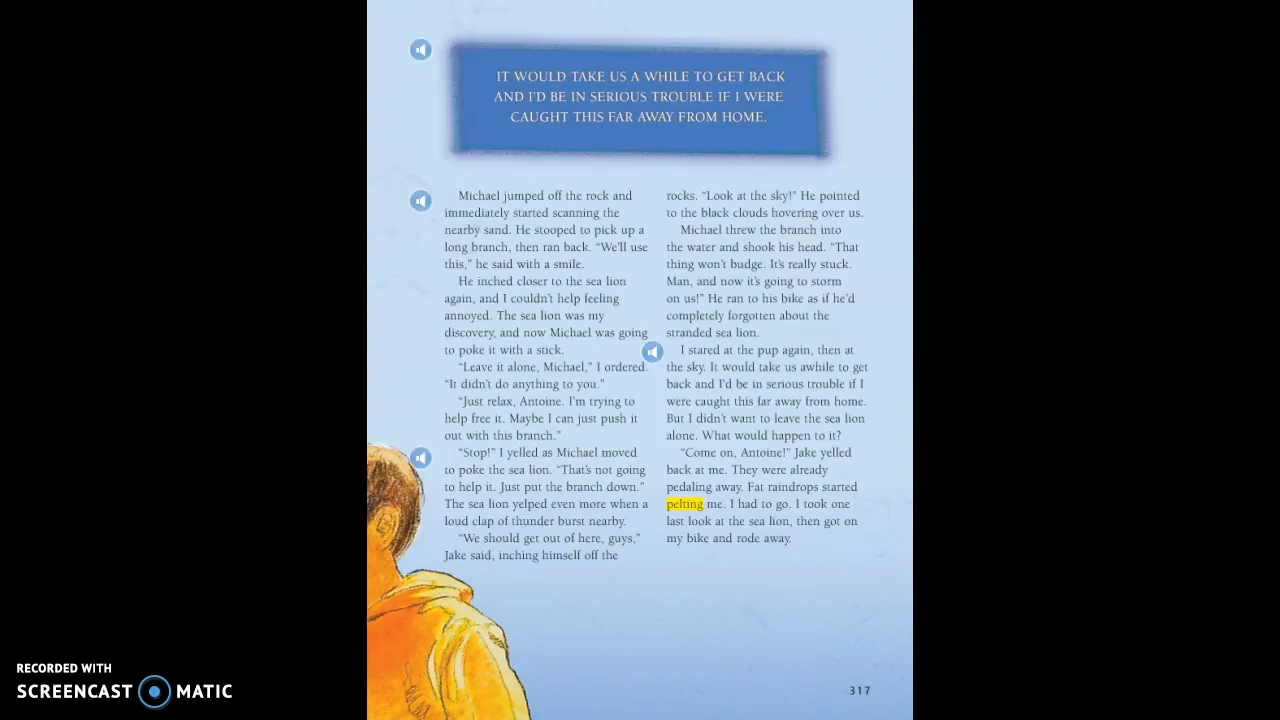 IT WOULD TAKE US A WHILE TO GET BACK
AND I'D BE IN SERIOUS TROUBLE IF I WERE
CAUGHT THIS FAR AWAY FROM HOME.
Michael jumped off the rock and
immediately started scanning the
nearby sand. He stooped to pick up a
long branch, then ran back. “We’ll use
this,” he said with a smile.
He inched closer to the sea lion
again, and I couldn’t help feeling
annoyed. The sea lion was my
discovery, and now Michael was going
to poke it with a stick.
“Leave it alone, Michael,” I ordered.
“It didn’t do anything to you.”
“Just relax, Antoine. I’m trying to
help free it. Maybe I can just push it
out with this branch.”
“Stop!” I yelled as Michael moved
to poke the sea lion. “That’s not going
to help it. Just put the branch down.”
The sea lion yelped even more when a
loud clap of thunder burst nearby.
“We should get out of here, guys,”
Jake said, inching himself off the
rocks. “Look at the sky!” He pointed
to the black clouds hovering over us.
Michael threw the branch into
the water and shook his head. “That
thing won’t budge. It’s really stuck.
Man, and now it’s going to storm
on us!” He ran to his bike as if he’d
completely forgotten about the
stranded sea lion.
I stared at the pup again, then at
the sky. It would take us awhile to get
back and I’d be in serious trouble if I
were caught this far away from home.
But I didn’t want to leave the sea lion
alone. What would happen to it?
“Come on, Antoine!” Jake yelled
back at me. They were already
pedaling away. Fat raindrops started
pelting me. I had to go. I took one
last look at the sea lion, then got on
my bike and rode away.
317
RECORDED WITH
SCREENCAST MATIC